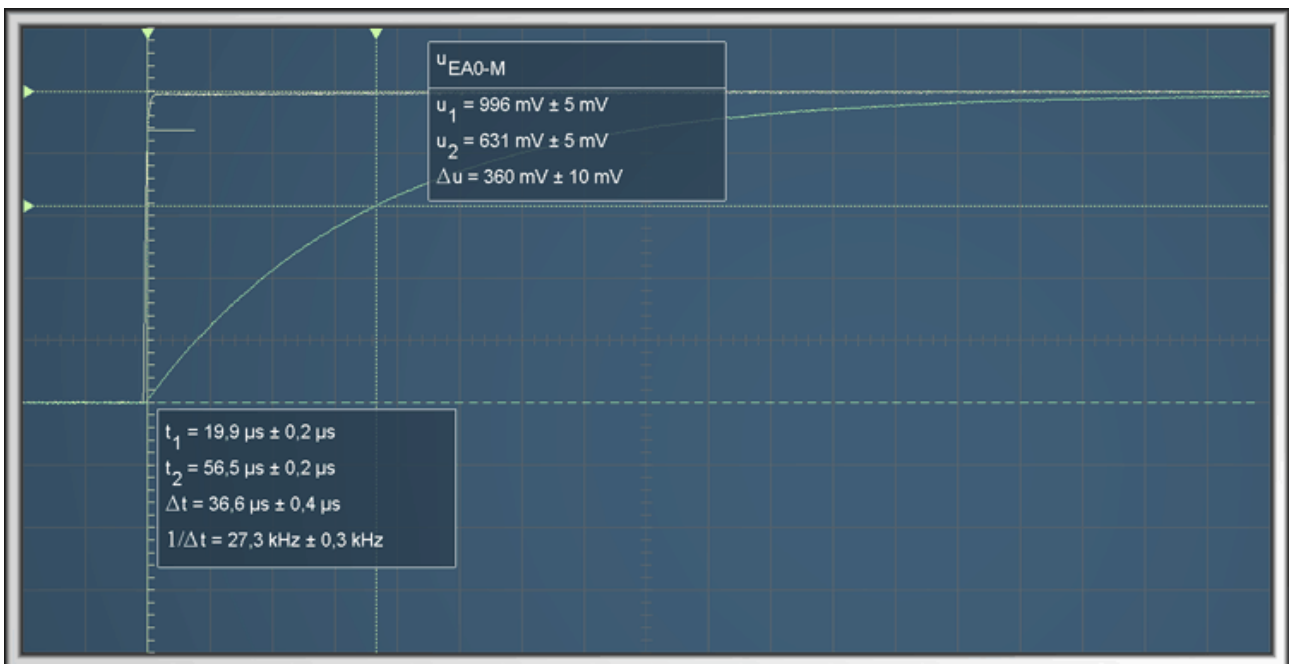 uEA0-M
u1 = 996 mV ± 5 mV
u2 = 631 mV ± 5 mV
Δu = 360 mV ± 10 mV
t1 = 19,9 µs ± 0,2 µs
t2 = 56,5 µs ± 0,2 µs
Δt = 36,6 µs ± 0,4 µs
1/Δt = 27,3 kHz ± 0,3 kHz